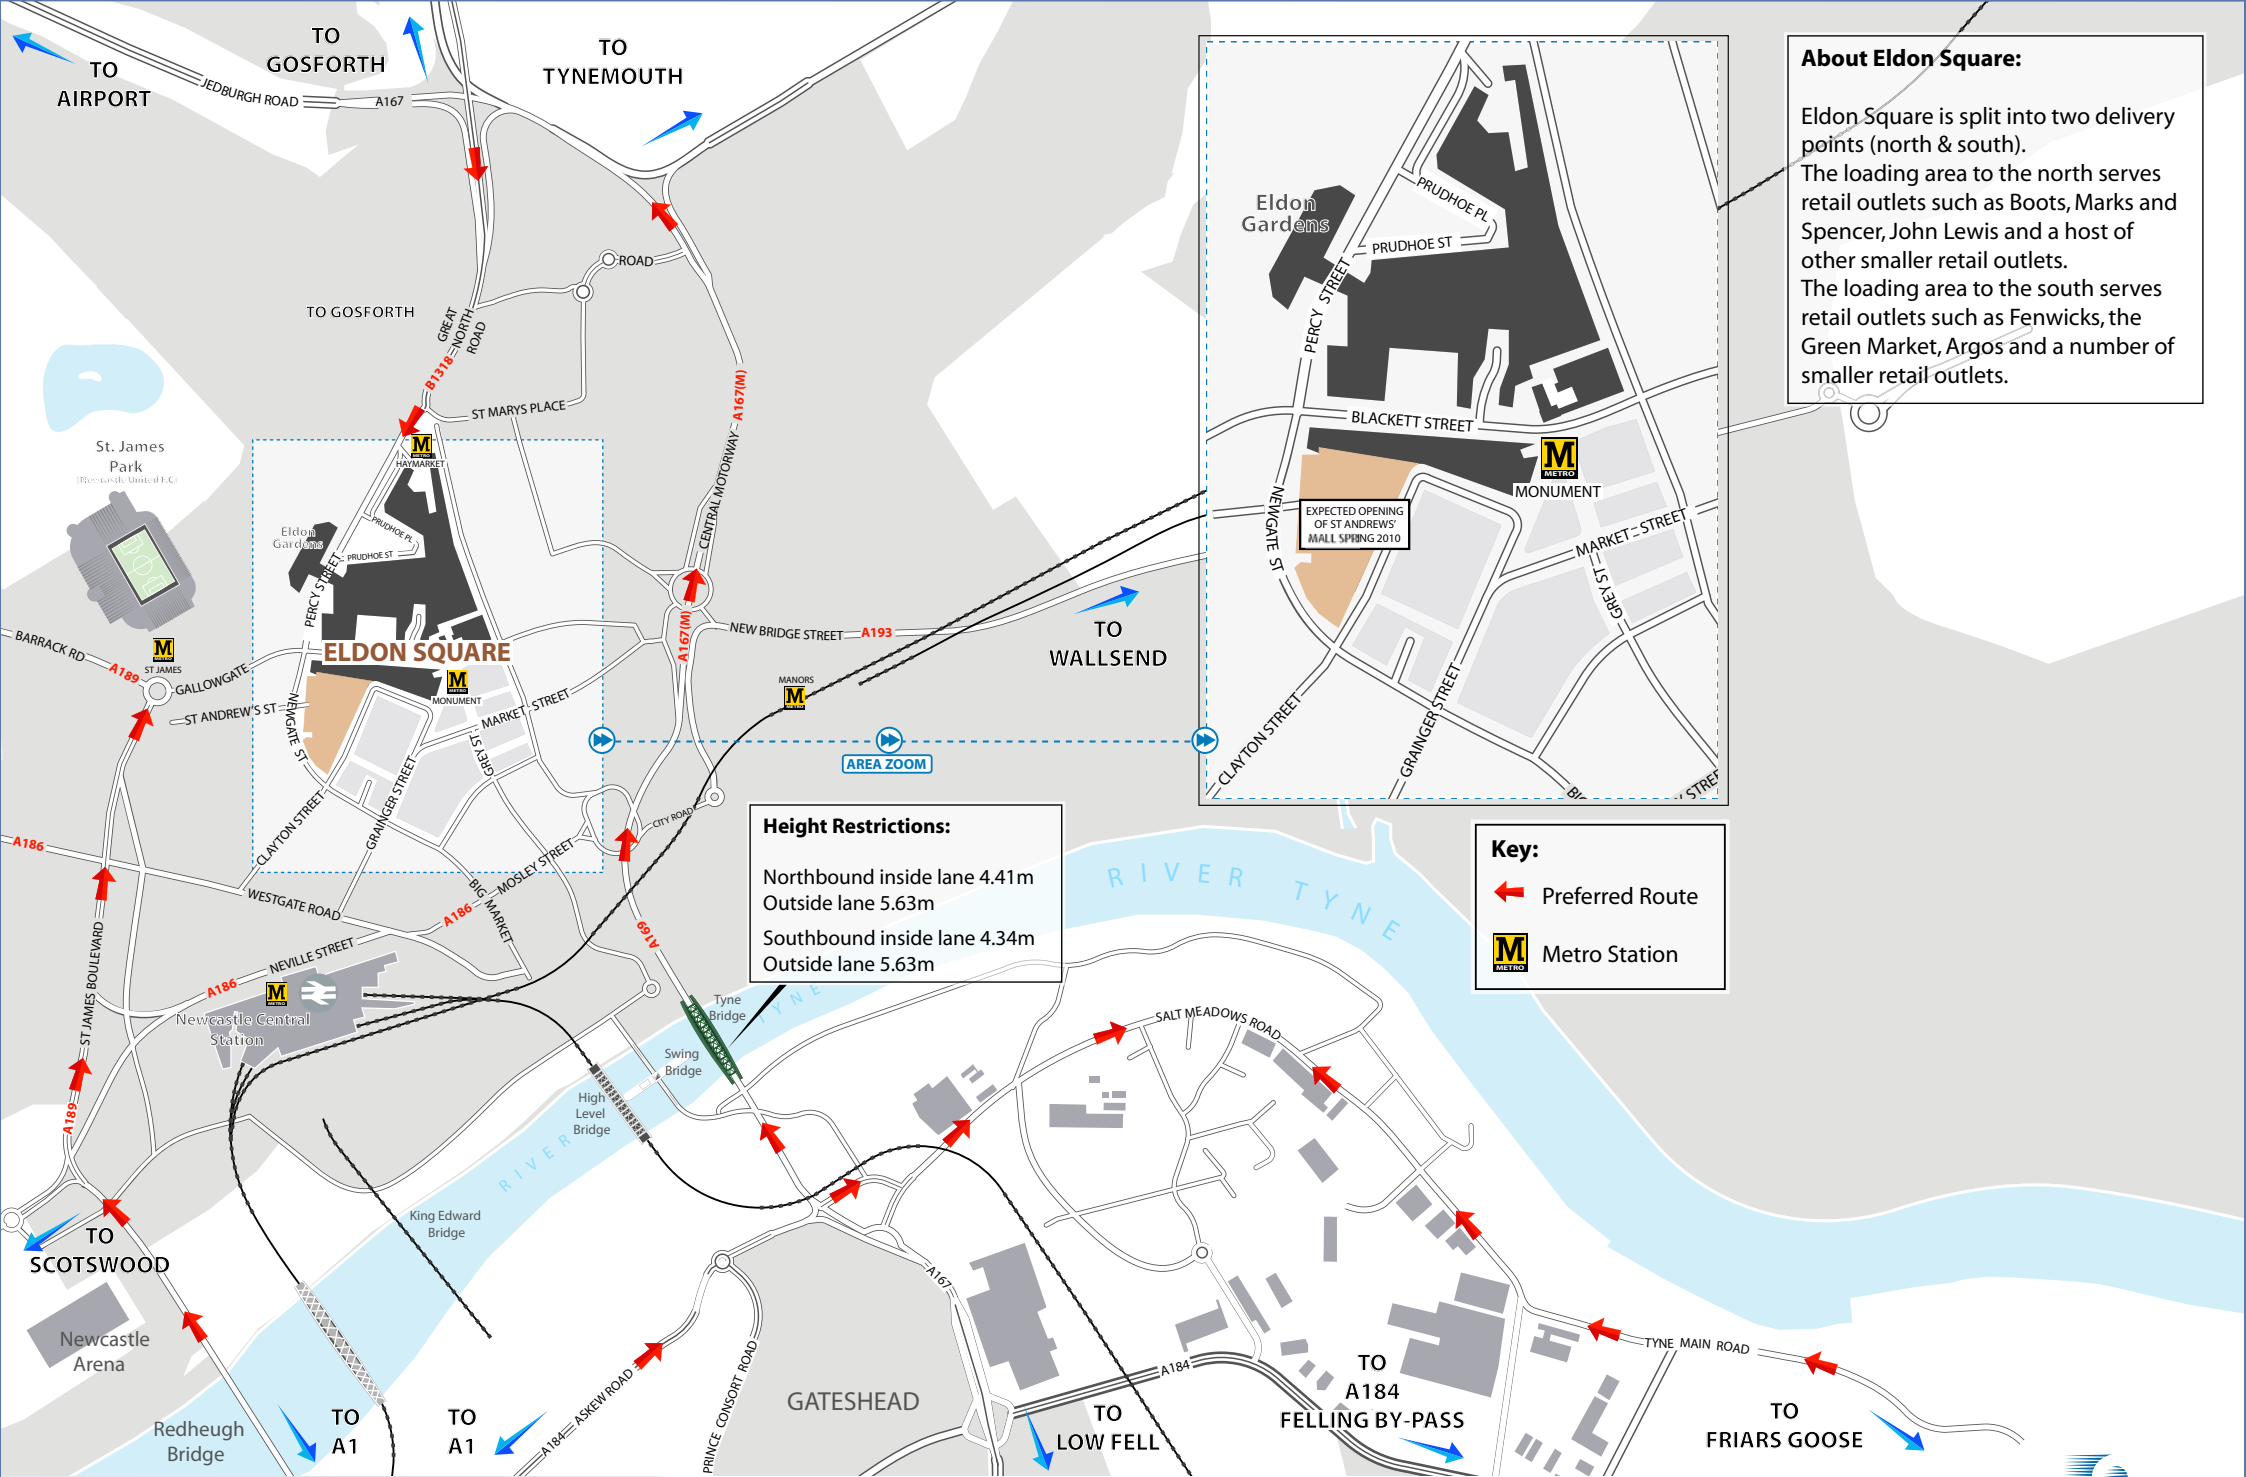 TO
AIRPORT
TO
GOSFORTH
TO
TYNEMOUTH
JEDBURGH ROAD
A167
ROAD
TO GOSFORTH
GREAT
NORTH
ROAD
B1318
ST MARYS PLACE
A167(M)
CENTRAL MOTORWAY
St. James
Park
(Newcastle United F.C)
M
METRO
HAYMARKET
Eldon
Gardens
PRUDHOE PL
PRUDHOE ST
PERCY STREET
BARRACK RD
A189
M
METRO
ST JAMES
GALLOWGATE
ST ANDREW'S ST
NEWGATE ST
ELDON SQUARE
M
METRO
MONUMENT
MARKET STREET
GREY ST
GRAINGER STREET
CLAYTON STREET
A167(M)
NEW BRIDGE STREET
A193
TO
WALLSEND
MANORS
M
METRO
AREA ZOOM
CITY ROAD
A186
WESTGATE ROAD
BIG MARKET
MOSLEY STREET
A186
NEVILLE STREET
A186
M
METRO
Newcastle Central
Station
ST JAMES BOULEVARD
A189
A169
Height Restrictions:
Northbound inside lane 4.41m
Outside lane 5.63m
Southbound inside lane 4.34m
Outside lane 5.63m
Tyne
Bridge
Swing
Bridge
High
Level
Bridge
RIVER TYNE
King Edward
Bridge
TO
SCOTSWOOD
Newcastle
Arena
Redheugh
Bridge
TO
A1
TO
A1
A184
ASKEW ROAD
PRINCE CONSORT ROAD
GATESHEAD
A167
TO
LOW FELL
A184
TO
A184
FELLING BY-PASS
TYNE MAIN ROAD
TO
FRIARS GOOSE
SALT MEADOWS ROAD
RIVER TYNE
Eldon
Gardens
PRUDHOE PL
PRUDHOE ST
PERCY STREET
BLACKETT STREET
M
METRO
MONUMENT
EXPECTED OPENING
OF ST ANDREWS'
MALL SPRING 2010
NEWGATE ST
MARKET STREET
GREY ST
GRAINGER STREET
CLAYTON STREET
About Eldon Square:
Eldon Square is split into two delivery
points (north & south).
The loading area to the north serves
retail outlets such as Boots, Marks and
Spencer, John Lewis and a host of
other smaller retail outlets.
The loading area to the south serves
retail outlets such as Fenwicks, the
Green Market, Argos and a number of
smaller retail outlets.
Key:
Preferred Route
M
METRO
Metro Station